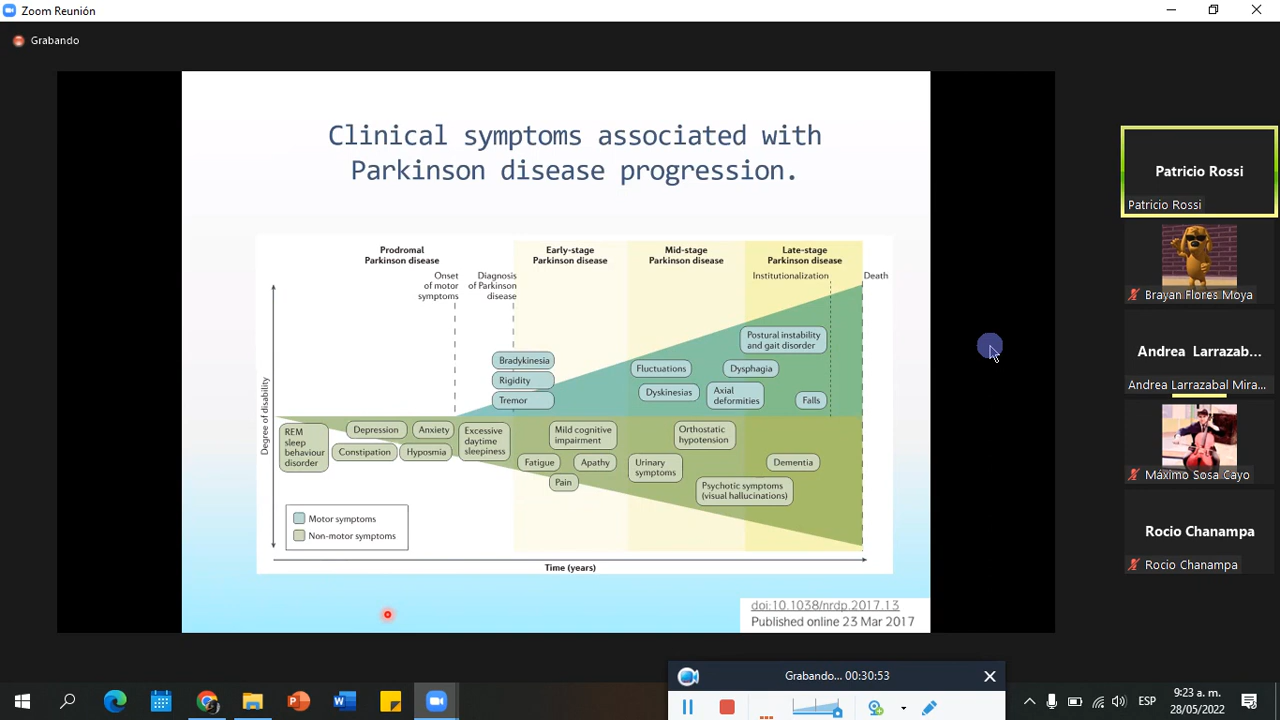 Zoom Reunión
Grabando
Clinical symptoms associated with
Parkinson disease progression.
Prodromal
Parkinson disease
Early-stage
Parkinson disease
Mid-stage
Parkinson disease
Late-stage
Parkinson disease
Onset
of motor
symptoms
Diagnosis
of Parkinson
disease
Institutionalization
Death
Degree of disability
Bradykinesia
Rigidity
Tremor
Fluctuations
Dyskinesias
Postural instability
and gait disorder
Dysphagia
Axial
deformities
Falls
REM
sleep
behaviour
disorder
Depression
Anxiety
Constipation
Hyposmia
Excessive
daytime
sleepiness
Mild cognitive
impairment
Fatigue
Apathy
Pain
Orthostatic
hypotension
Urinary
symptoms
Dementia
Psychotic symptoms
(visual hallucinations)
Motor symptoms
Non-motor symptoms
Time (years)
doi:10.1038/nrdp.2017.13
Published online 23 Mar 2017
Patricio Rossi
Patricio Rossi
Brayan Flores Moya
Andrea Larrazab...
Andrea Larrazabal Mira...
Máximo Sosa Cayo
Rocio Chanampa
Rocio Chanampa
Grabando... 00:30:53
ESP
9:23 a. m.
28/05/2022